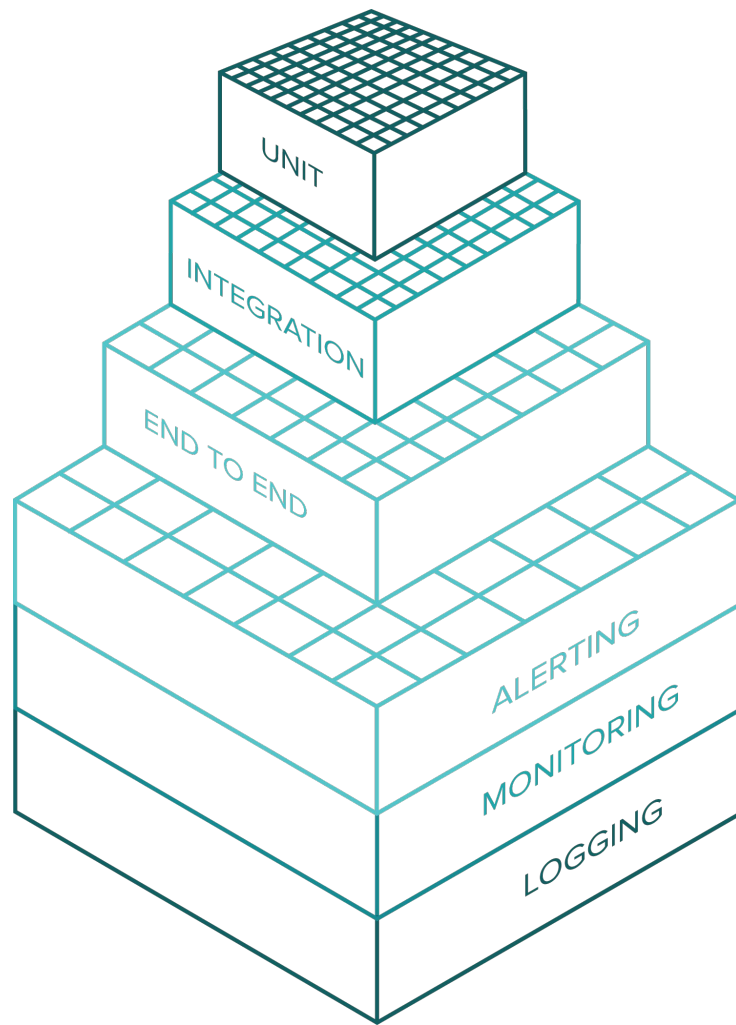 UNIT
INTEGRATION
END TO END
ALERTING
MONITORING
LOGGING